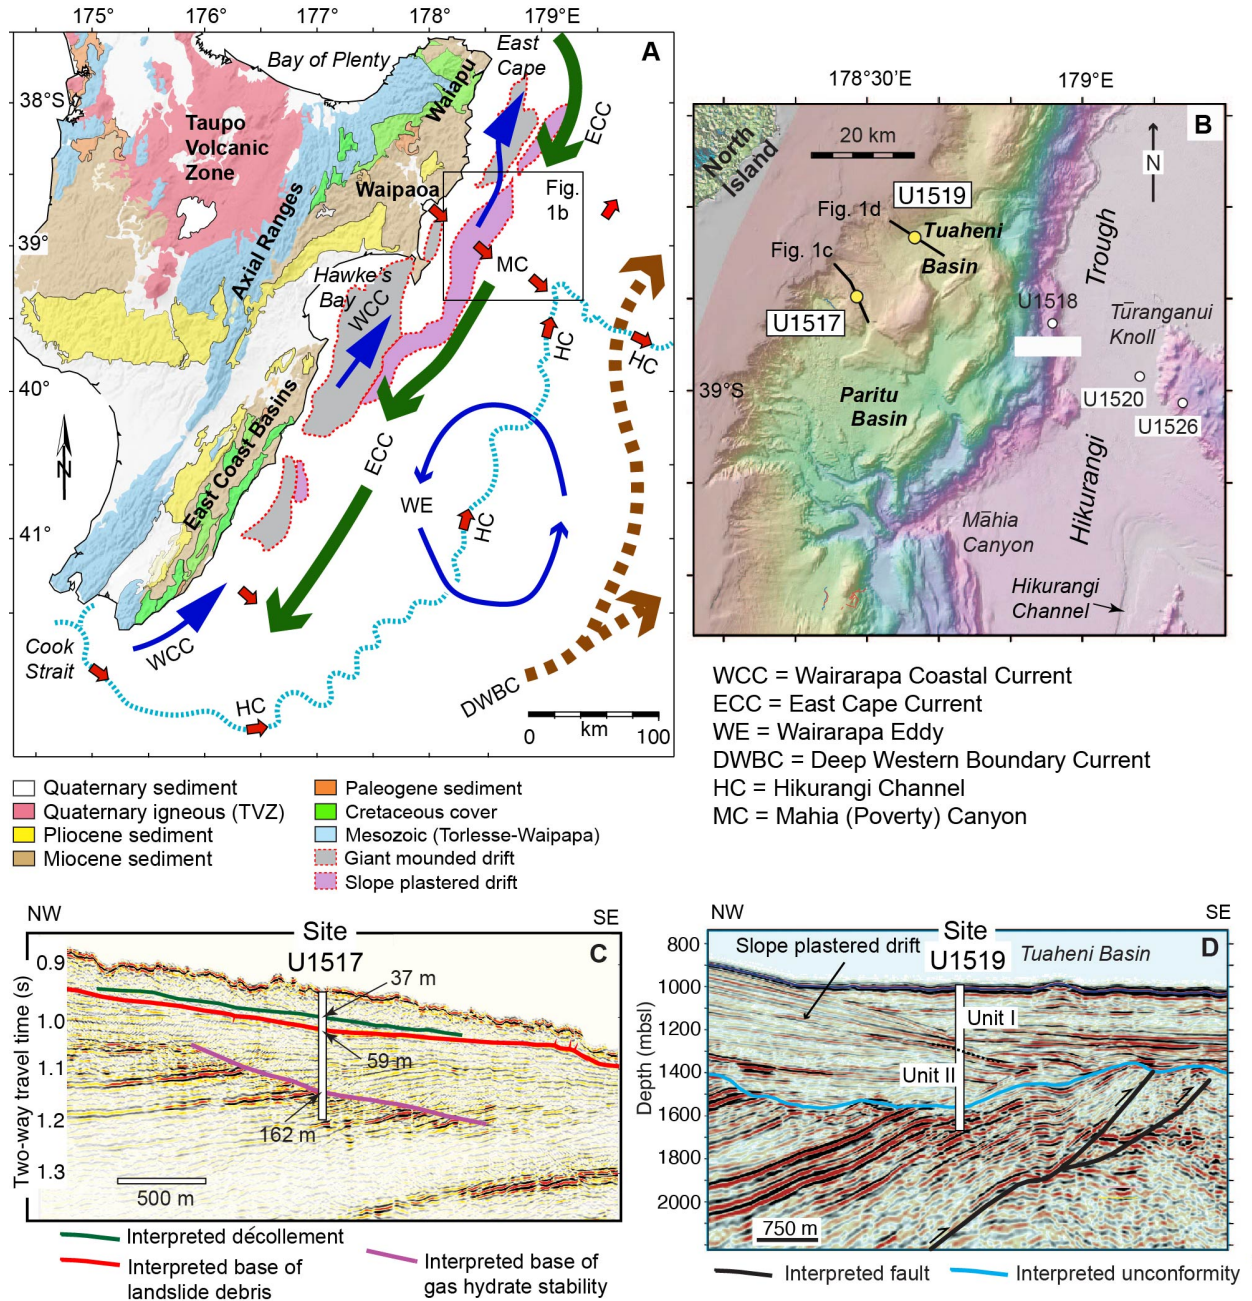 175°
176°
177°
178°
179°E
A
38°S
39°
40°
41°
Bay of Plenty
East
Cape
Waiapu
ECC
Taupo
Volcanic
Zone
Waipaoa
Fig.
1b
Axial Ranges
MC
Hawke's
Bay
WCC
HC
HC
East Coast Basins
ECC
WE
HC
N
Cook
Strait
WCC
HC
DWBC
0
km
100
178°30'E
179°E
B
20 km
N
North
Island
U1519
Fig. 1d
Tuaheni
Basin
Fig. 1c
Trough
U1518
Tūranganui
Knoll
U1517
39°S
Paritu
Basin
U1520
U1526
Hikurangi
Māhia
Canyon
Hikurangi
Channel
WCC = Wairarapa Coastal Current
ECC = East Cape Current
WE = Wairarapa Eddy
DWBC = Deep Western Boundary Current
HC = Hikurangi Channel
MC = Mahia (Poverty) Canyon
Quaternary sediment
Quaternary igneous (TVZ)
Pliocene sediment
Miocene sediment
Paleogene sediment
Cretaceous cover
Mesozoic (Torlesse-Waipapa)
Giant mounded drift
Slope plastered drift
NW
SE
Site
U1517
C
37 m
59 m
162 m
Two-way travel time (s)
0.9
1.0
1.1
1.2
1.3
500 m
Interpreted décollement
Interpreted base of
landslide debris
Interpreted base of
gas hydrate stability
NW
SE
Site
U1519
Slope plastered drift
Tuaheni Basin
D
Unit I
Unit II
Depth (mbsl)
800
1000
1200
1400
1600
1800
2000
750 m
Interpreted fault
Interpreted unconformity